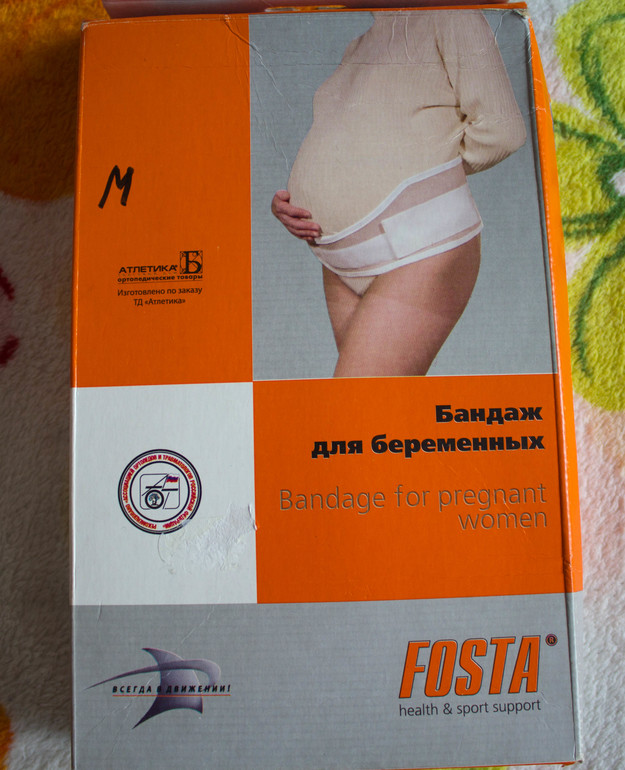 M
АТЛЕТИКА®
ортопедические товары
Изготовлено по заказу
ТД «Атлетика»
Бандаж
для беременных
Bandage for pregnant
women
ВСЕГДА В ДВИЖЕНИИ!
FOSTA®
health & sport support